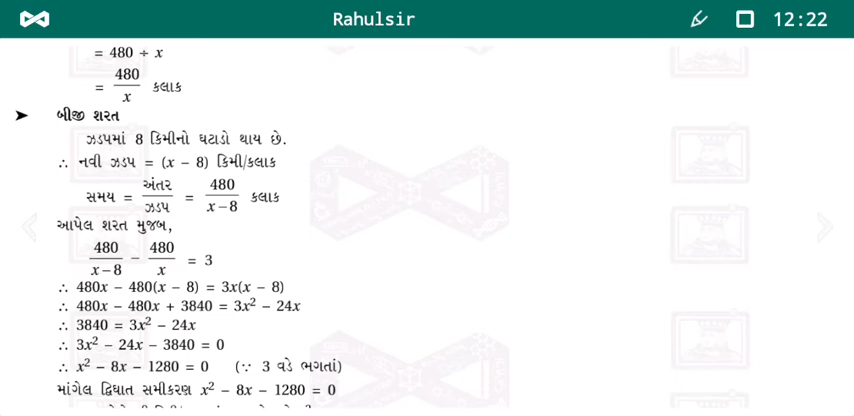 Rahulsir 12:22
= 480 ÷ x
= 480/x કલાક
➤ બીજી શરત
ઝડપમાં 8 કિમીનો ઘટાડો થાય છે.
∴ નવી ઝડપ = (x – 8) કિમી/કલાક
સમય = અંતર/ઝડપ = 480/(x–8) કલાક
આપેલ શરત મુજબ,
480/(x–8) – 480/x = 3
∴ 480x – 480(x – 8) = 3x(x – 8)
∴ 480x – 480x + 3840 = 3x² – 24x
∴ 3840 = 3x² – 24x
∴ 3x² – 24x – 3840 = 0
∴ x² – 8x – 1280 = 0 (∵ 3 વડે ભગતાં)
માંગેલ દ્વિઘાત સમીકરણ x² – 8x – 1280 = 0